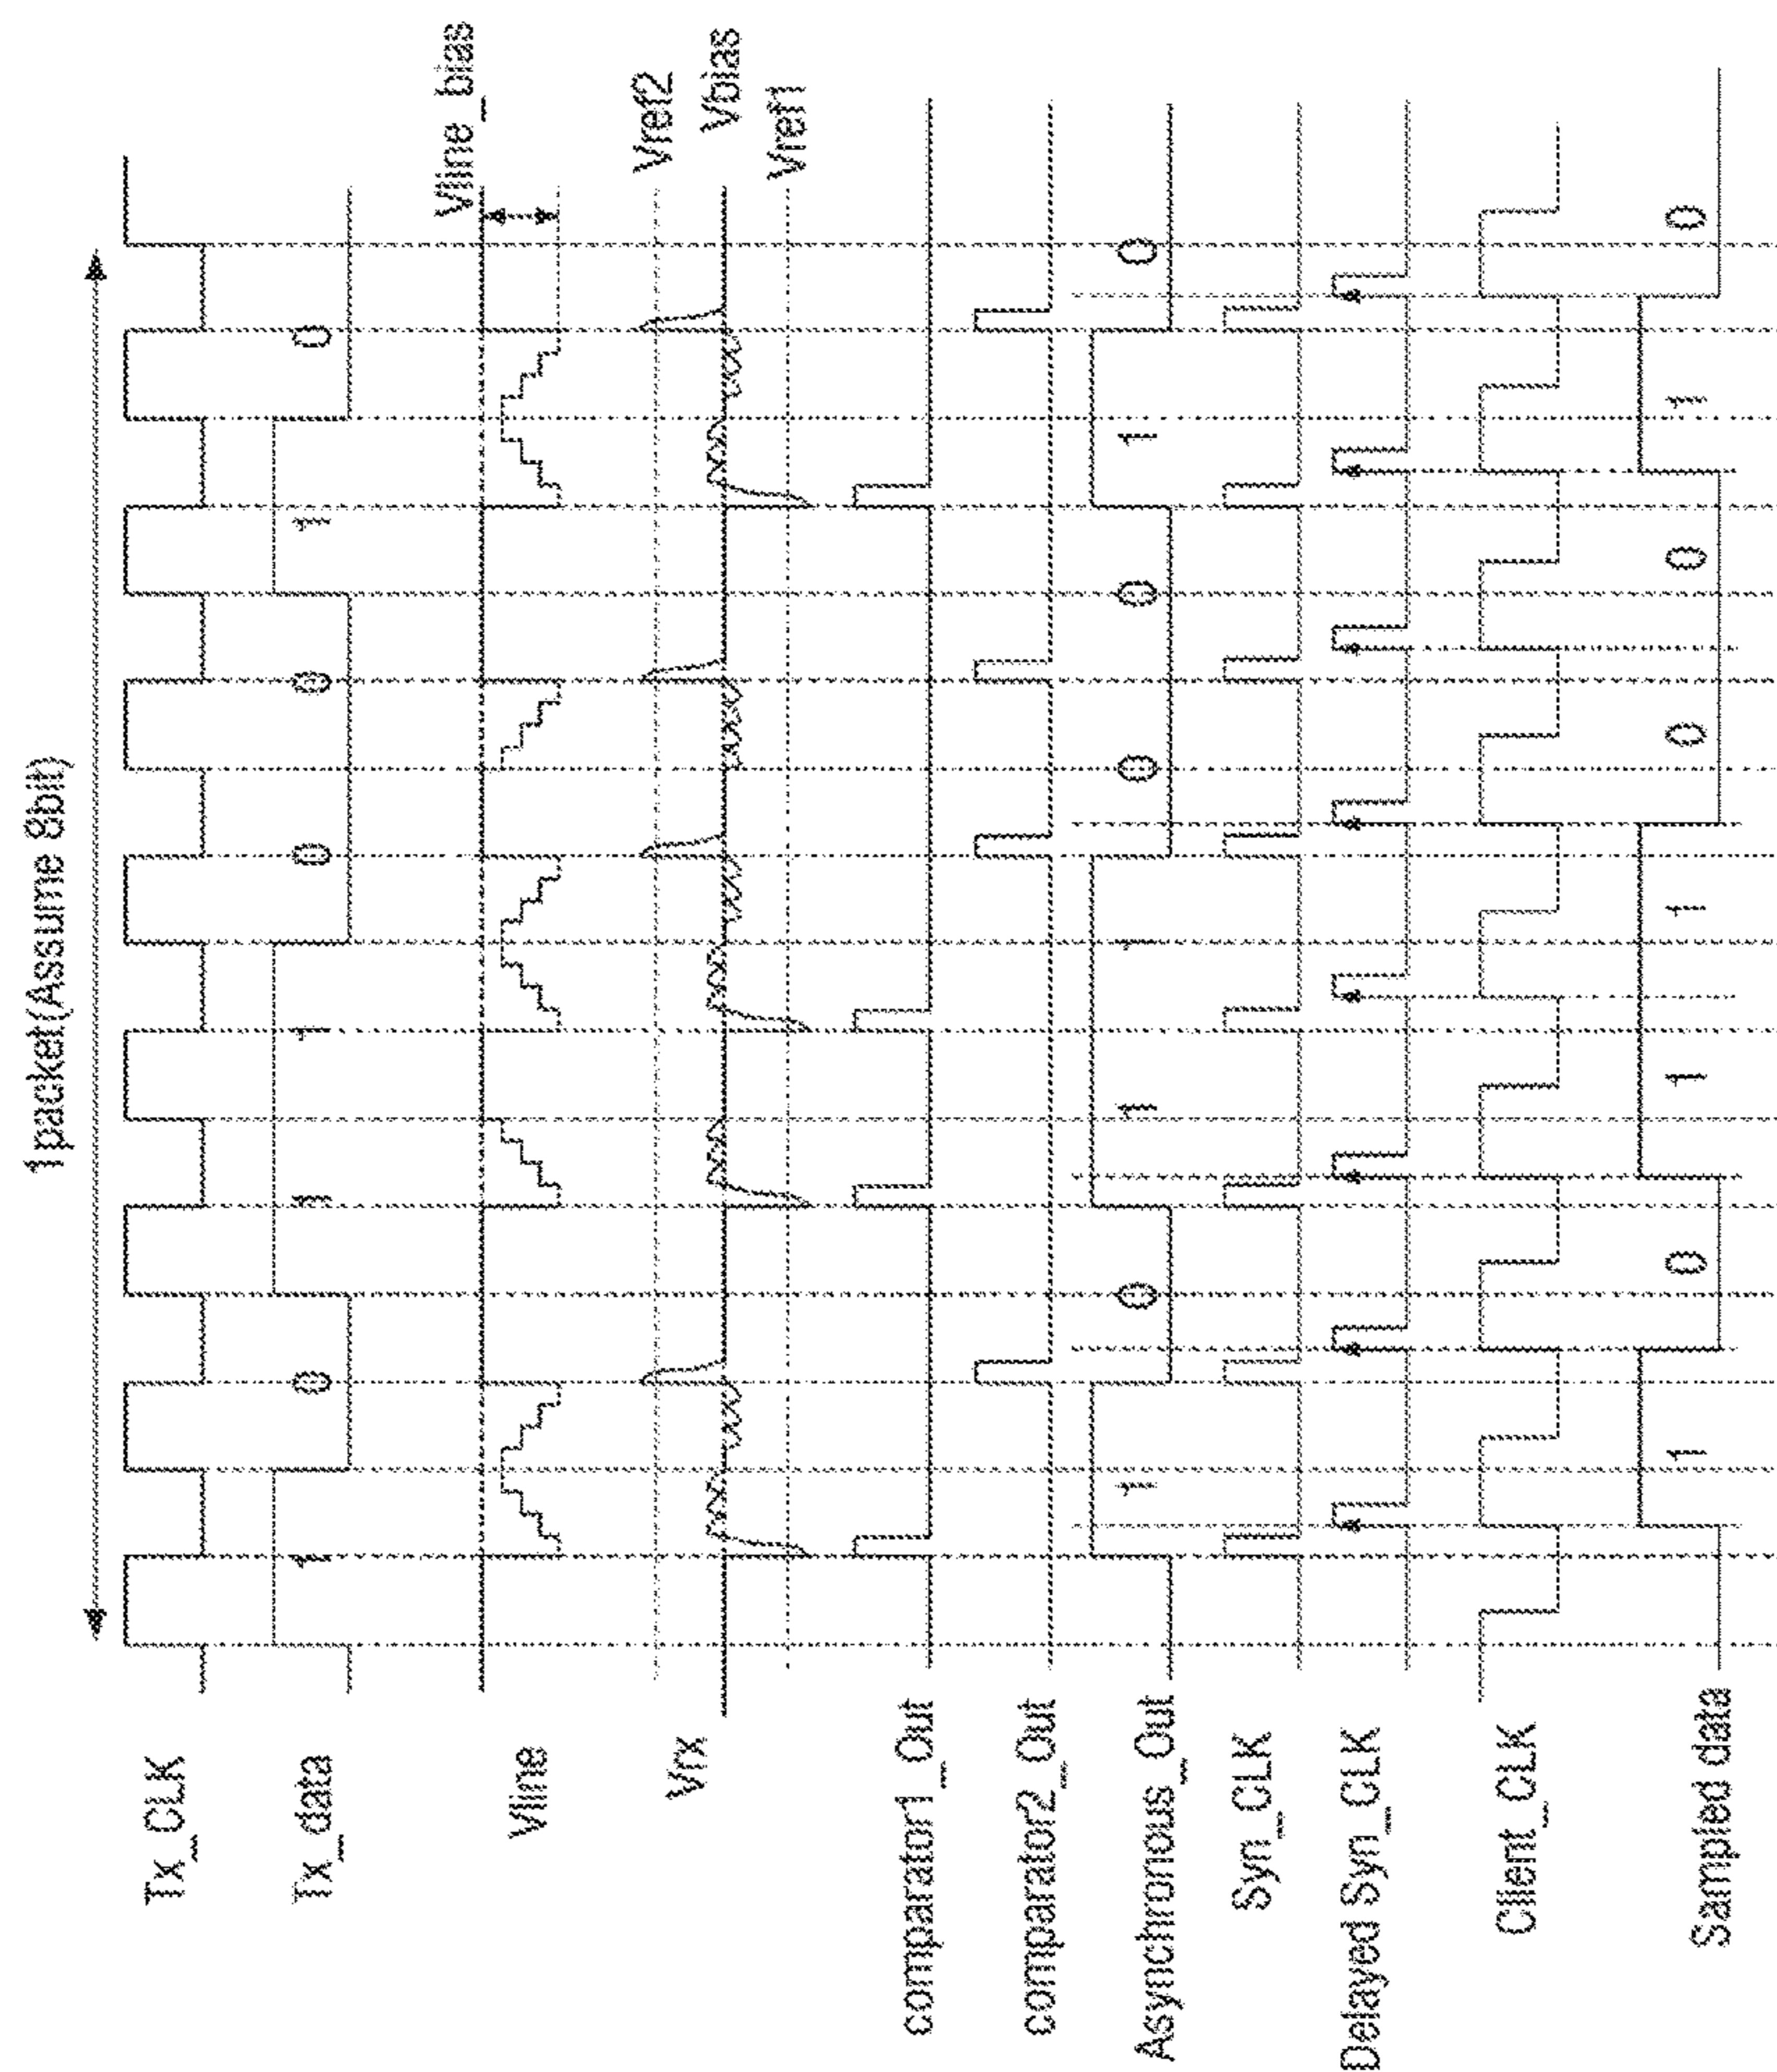 1packet(Assume 8bit)
Tx_CLK
Tx_data 1 0 1 1 0 0 1 0
Vline Vline_bias
Vref2
Vrx Vbias
Vref1
comparator1_Out
comparator2_Out
Asynchronous_Out 1 0 1 1 0 0 1 0
Syn_CLK
Delayed Syn_CLK
Client_CLK
Sampled data 1 0 1 1 0 0 1 0